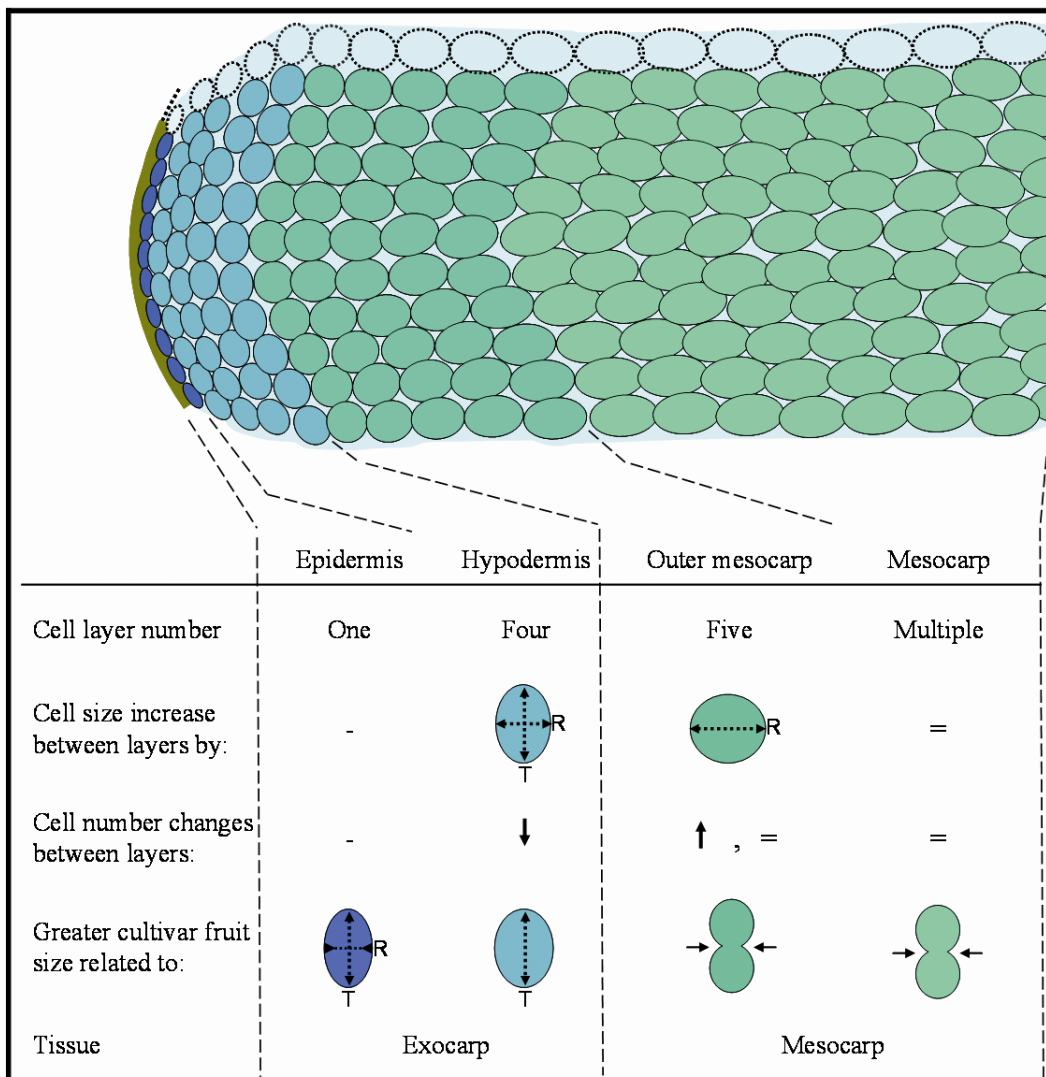 Epidermis Hypodermis Outer mesocarp Mesocarp
Cell layer number One Four Five Multiple
Cell size increase
between layers by: - R T R =
Cell number changes
between layers: - ↓ ↑ , = =
Greater cultivar fruit
size related to: R T T
Tissue Exocarp Mesocarp